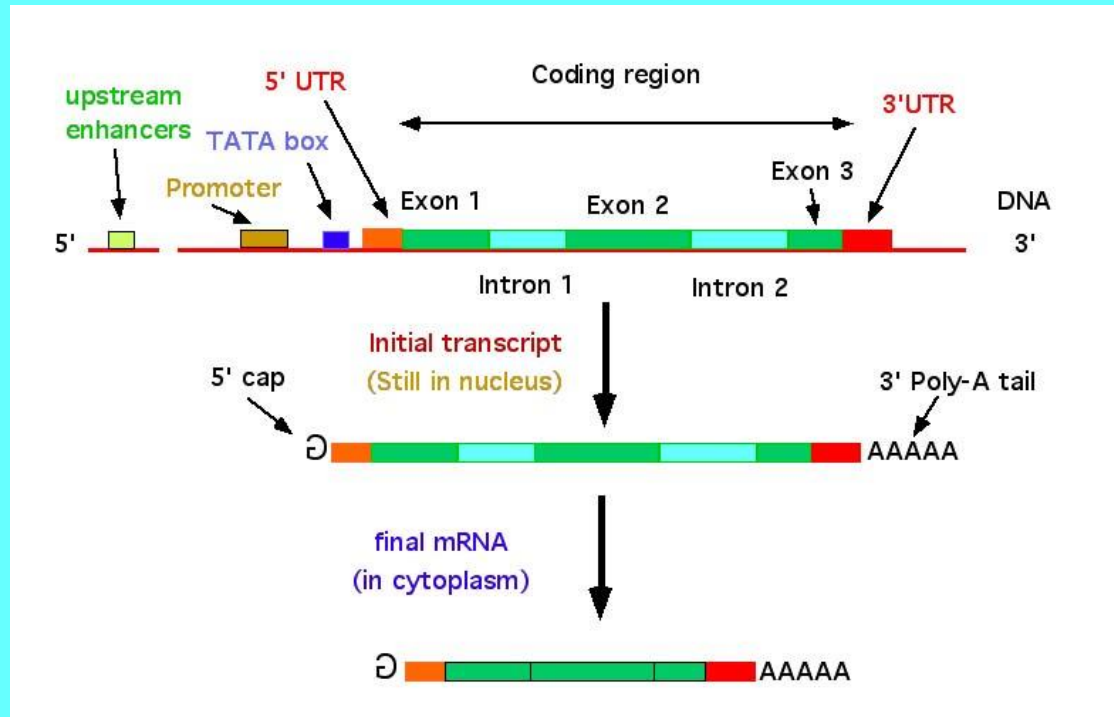 Coding region
5' UTR
3'UTR
upstream
enhancers
TATA box
Promoter
Exon 1
Exon 2
Exon 3
DNA
5'
3'
Intron 1
Intron 2
Initial transcript
(Still in nucleus)
5' cap
3' Poly-A tail
G
AAAAA
final mRNA
(in cytoplasm)
G
AAAAA